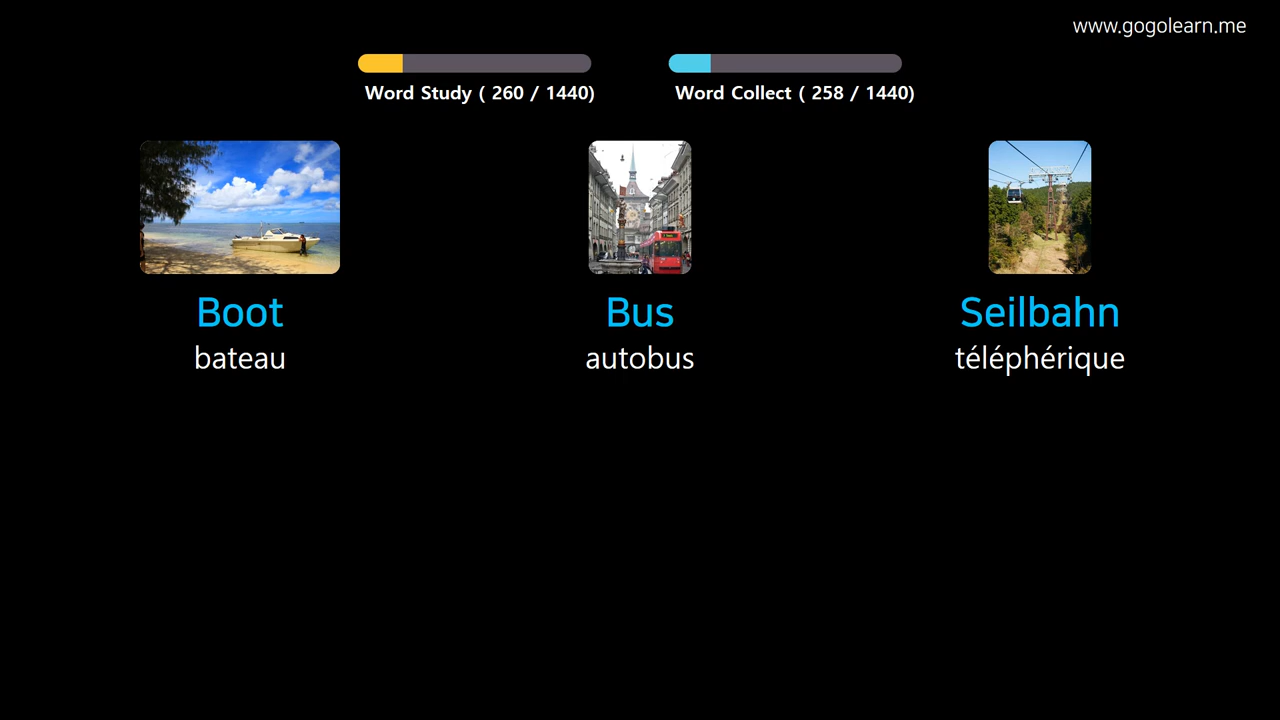 www.gogolearn.me
Word Study ( 260 / 1440)
Word Collect ( 258 / 1440)
Boot
bateau
Bus
autobus
Seilbahn
téléphérique